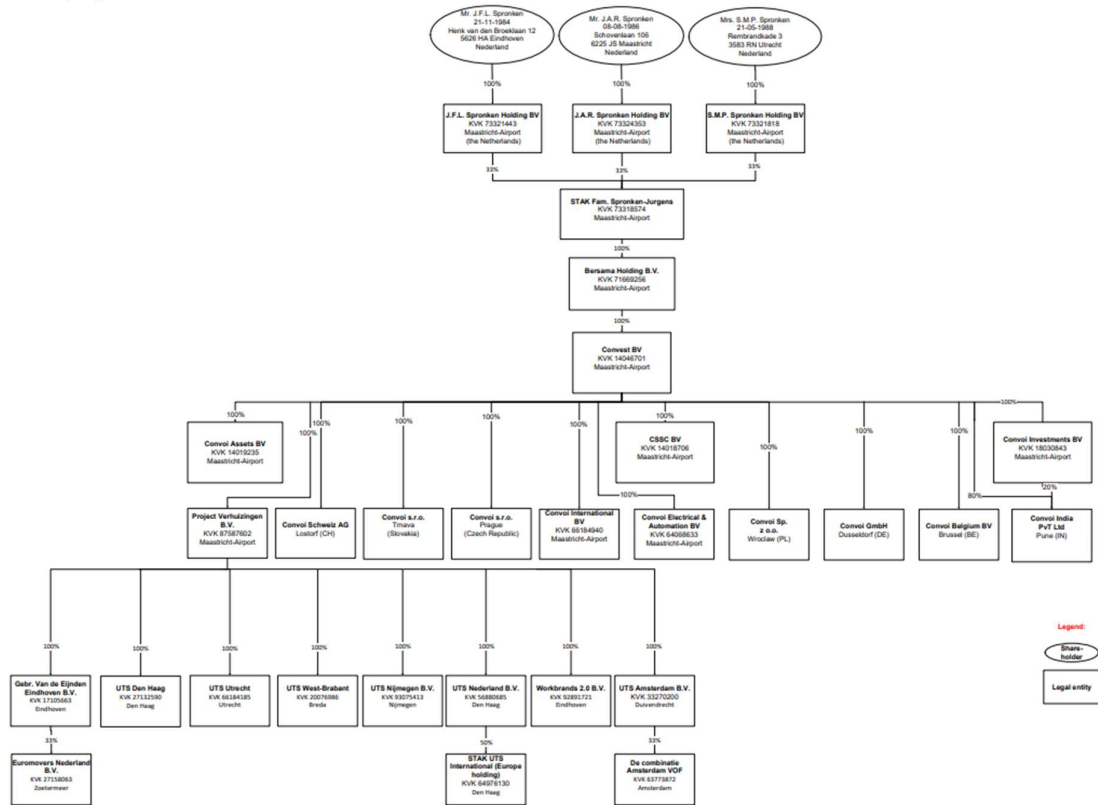 Mr. J.F.L. Spronken
21-11-1984
Henk van den Broeklaan 12
5626 HA Eindhoven
Nederland
Mr. J.A.R. Spronken
08-08-1986
Schovenlaan 106
6225 JS Maastricht
Nederland
Mrs. S.M.P. Spronken
21-05-1988
Rembrandkade 3
3583 RN Utrecht
Nederland
100%
100%
100%
J.F.L. Spronken Holding BV
KVK 73321443
Maastricht-Airport
(the Netherlands)
J.A.R. Spronken Holding BV
KVK 73324353
Maastricht-Airport
(the Netherlands)
S.M.P. Spronken Holding BV
KVK 73321818
Maastricht-Airport
(the Netherlands)
33%
33%
33%
STAK Fam. Spronken-Jurgens
KVK 73318574
Maastricht-Airport
100%
Bersama Holding B.V.
KVK 71669256
Maastricht-Airport
100%
Convest BV
KVK 14046701
Maastricht-Airport
100%
100%
100%
100%
100%
100%
100%
100%
100%
100%
100%
Convoi Assets BV
KVK 14019235
Maastricht-Airport
CSSC BV
KVK 14018706
Maastricht-Airport
Convoi Investments BV
KVK 18030843
Maastricht-Airport
100%
80%
20%
Project Verhuizingen
B.V.
KVK 87587602
Maastricht-Airport
Convoi Schweiz AG
Lostorf (CH)
Convoi s.r.o.
Trnava
(Slovakia)
Convoi s.r.o.
Prague
(Czech Republic)
Convoi International
BV
KVK 66184940
Maastricht-Airport
Convoi Electrical &
Automation BV
KVK 64068633
Maastricht-Airport
Convoi Sp.
z o.o.
Wroclaw (PL)
Convoi GmbH
Dusseldorf (DE)
Convoi Belgium BV
Brussel (BE)
Convoi India
PvT Ltd
Pune (IN)
100%
100%
100%
100%
100%
100%
100%
100%
Gebr. Van de Eijnden
Eindhoven B.V.
KVK 17105663
Eindhoven
UTS Den Haag
KVK 27132590
Den Haag
UTS Utrecht
KVK 66184185
Utrecht
UTS West-Brabant
KVK 20076986
Breda
UTS Nijmegen B.V.
KVK 93075413
Nijmegen
UTS Nederland B.V.
KVK 56880685
Den Haag
Workbrands 2.0 B.V.
KVK 92891721
Eindhoven
UTS Amsterdam B.V.
KVK 33270200
Duivendrecht
33%
50%
33%
Euromovers Nederland
B.V.
KVK 27158063
Zoetermeer
STAK UTS
International (Europe
holding)
KVK 64976130
Den Haag
De combinatie
Amsterdam VOF
KVK 63773872
Amsterdam
Legend:
Share-
holder
Legal entity